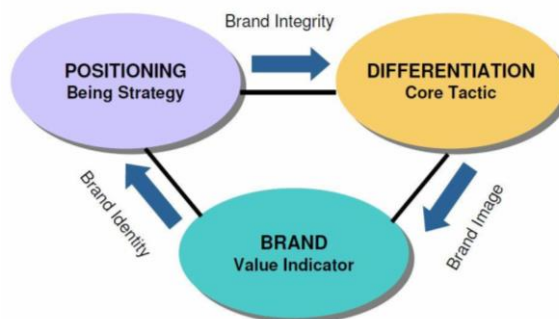 Brand Integrity
POSITIONING
Being Strategy
DIFFERENTIATION
Core Tactic
Brand Identity
Brand Image
BRAND
Value Indicator